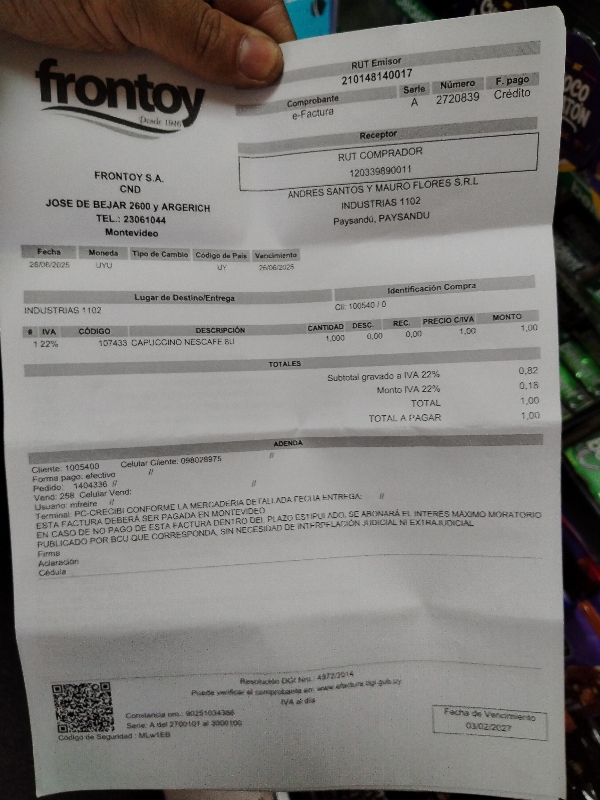 frontoy
Desde 1946
RUT Emisor
210148140017
Comprobante Serie Número F. pago
e-Factura A 2720839 Crédito
Receptor
RUT COMPRADOR
120339890011
ANDRES SANTOS Y MAURO FLORES S.R.L
INDUSTRIAS 1102
Paysandú, PAYSANDU
FRONTOY S.A.
CND
JOSE DE BEJAR 2600 y ARGERICH
TEL.: 23061044
Montevideo
Fecha Moneda Tipo de Cambio Código de País Vencimiento
26/06/2025 UYU UY 26/06/2025
Lugar de Destino/Entrega Identificación Compra
INDUSTRIAS 1102 Cli: 100540 / 0
# IVA CÓDIGO DESCRIPCIÓN CANTIDAD DESC. REC. PRECIO C/IVA MONTO
1 22% 107433 CAPUCCINO NESCAFE 8U 1,000 0,00 0,00 1,00 1,00
TOTALES
Subtotal gravado a IVA 22% 0,82
Monto IVA 22% 0,18
TOTAL 1,00
TOTAL A PAGAR 1,00
ADENDA
Cliente: 1005400 Celular Cliente: 098028975 //
Forma pago: efectivo //
Pedido: 1404336 // //
Vend: 258 Celular Vend:
Usuario: mfreire //
Terminal: PC-CRECIBI CONFORME LA MERCADERIA DETALLADA FECHA ENTREGA: //
ESTA FACTURA DEBERÁ SER PAGADA EN MONTEVIDEO
EN CASO DE NO PAGO DE ESTA FACTURA DENTRO DEL PLAZO ESTIPULADO, SE ABONARÁ EL INTERÉS MÁXIMO MORATORIO
PUBLICADO POR BCU QUE CORRESPONDA, SIN NECESIDAD DE INTERPELACIÓN JUDICIAL NI EXTRAJUDICIAL
Firma
Aclaración
Cédula
Resolución DGI Nro.: 4372/2014
Puede verificar el comprobante en: www.efactura.dgi.gub.uy
IVA al día
Constancia nro.: 90251034386
Serie: A del 2700101 al 3000100
Código de Seguridad : MLw1EB
Fecha de Vencimiento
03/02/2027